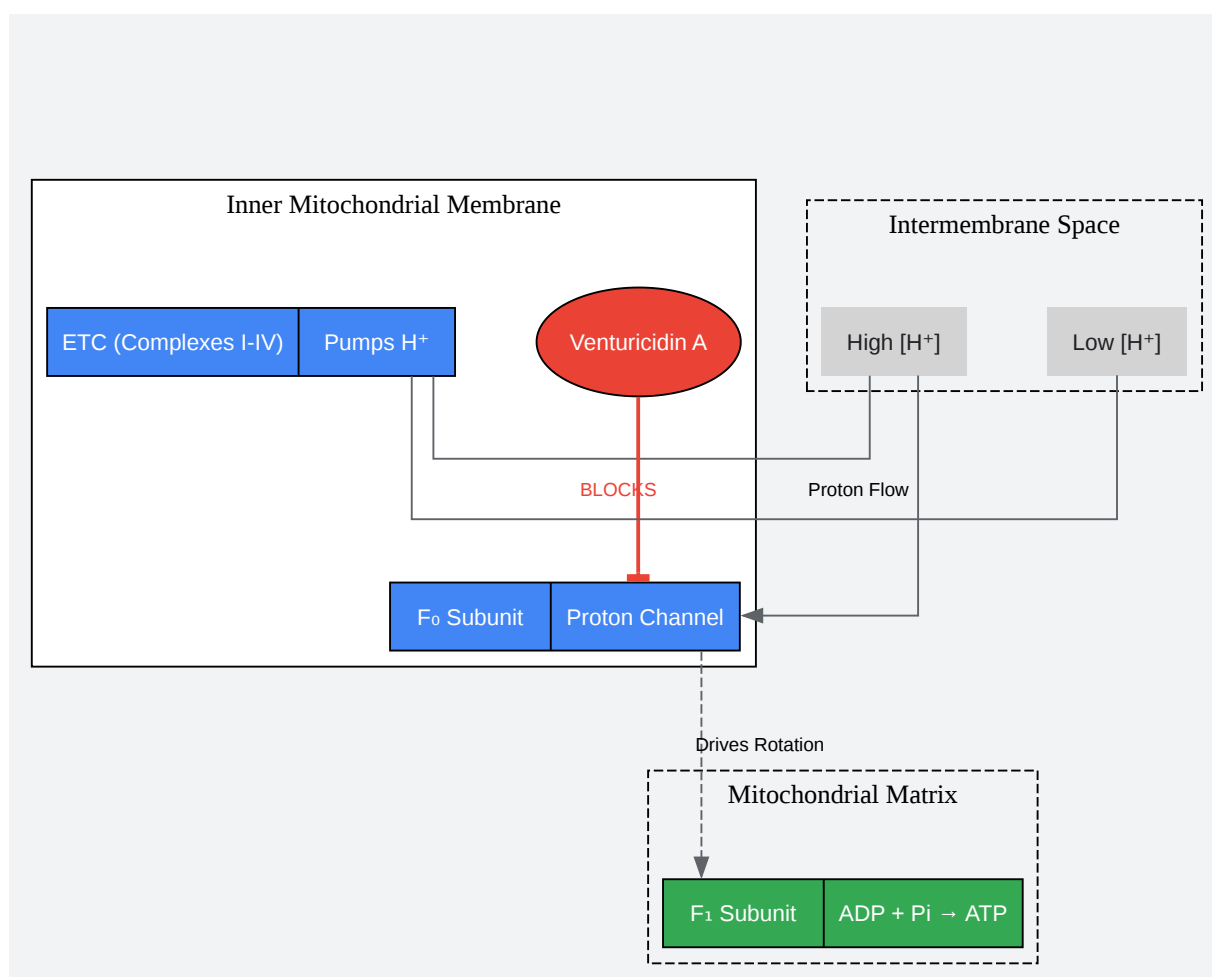 Inner Mitochondrial Membrane
Intermembrane Space
ETC (Complexes I-IV)
Pumps H⁺
Venturicidin A
High [H⁺]
Low [H⁺]
BLOCKS
Proton Flow
F₀ Subunit
Proton Channel
Drives Rotation
Mitochondrial Matrix
F₁ Subunit
ADP + Pi → ATP